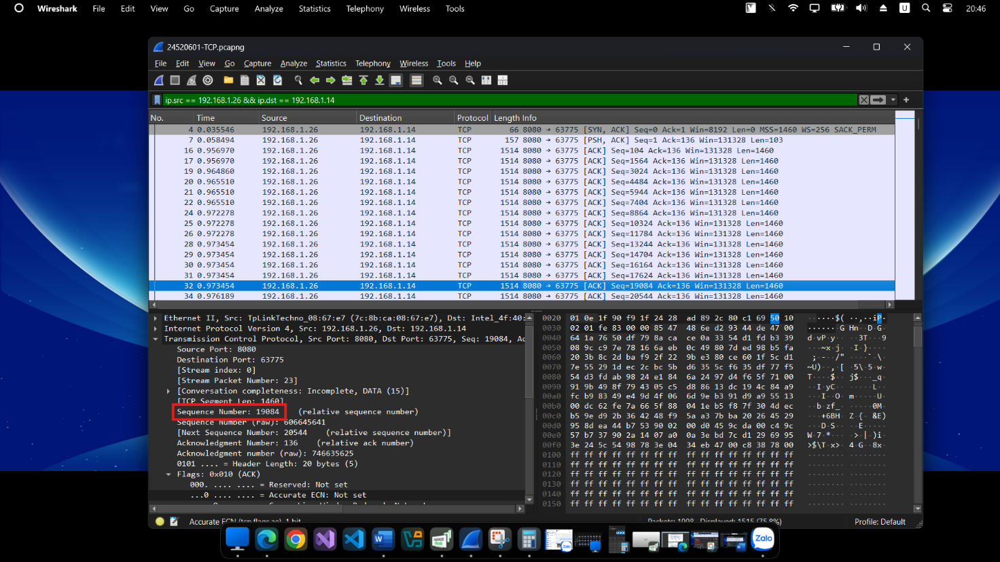 Wireshark File Edit View Go Capture Analyze Statistics Telephony Wireless Tools U 20:46
24520601-TCP.pcapng
File Edit View Go Capture Analyze Statistics Telephony Wireless Tools Help
ip.src == 192.168.1.26 && ip.dst == 192.168.1.14
No. Time Source Destination Protocol Length Info
4 0.035546 192.168.1.26 192.168.1.14 TCP 66 8080 → 63775 [SYN, ACK] Seq=0 Ack=1 Win=8192 Len=0 MSS=1460 WS=256 SACK_PERM
7 0.058494 192.168.1.26 192.168.1.14 TCP 157 8080 → 63775 [PSH, ACK] Seq=1 Ack=136 Win=131328 Len=103
16 0.956970 192.168.1.26 192.168.1.14 TCP 1514 8080 → 63775 [ACK] Seq=104 Ack=136 Win=131328 Len=1460
17 0.956970 192.168.1.26 192.168.1.14 TCP 1514 8080 → 63775 [ACK] Seq=1564 Ack=136 Win=131328 Len=1460
19 0.964860 192.168.1.26 192.168.1.14 TCP 1514 8080 → 63775 [ACK] Seq=3024 Ack=136 Win=131328 Len=1460
20 0.965510 192.168.1.26 192.168.1.14 TCP 1514 8080 → 63775 [ACK] Seq=4484 Ack=136 Win=131328 Len=1460
21 0.965510 192.168.1.26 192.168.1.14 TCP 1514 8080 → 63775 [ACK] Seq=5944 Ack=136 Win=131328 Len=1460
22 0.965510 192.168.1.26 192.168.1.14 TCP 1514 8080 → 63775 [ACK] Seq=7404 Ack=136 Win=131328 Len=1460
24 0.972278 192.168.1.26 192.168.1.14 TCP 1514 8080 → 63775 [ACK] Seq=8864 Ack=136 Win=131328 Len=1460
25 0.972278 192.168.1.26 192.168.1.14 TCP 1514 8080 → 63775 [ACK] Seq=10324 Ack=136 Win=131328 Len=1460
26 0.972278 192.168.1.26 192.168.1.14 TCP 1514 8080 → 63775 [ACK] Seq=11784 Ack=136 Win=131328 Len=1460
28 0.973454 192.168.1.26 192.168.1.14 TCP 1514 8080 → 63775 [ACK] Seq=13244 Ack=136 Win=131328 Len=1460
29 0.973454 192.168.1.26 192.168.1.14 TCP 1514 8080 → 63775 [ACK] Seq=14704 Ack=136 Win=131328 Len=1460
30 0.973454 192.168.1.26 192.168.1.14 TCP 1514 8080 → 63775 [ACK] Seq=16164 Ack=136 Win=131328 Len=1460
31 0.973454 192.168.1.26 192.168.1.14 TCP 1514 8080 → 63775 [ACK] Seq=17624 Ack=136 Win=131328 Len=1460
32 0.973454 192.168.1.26 192.168.1.14 TCP 1514 8080 → 63775 [ACK] Seq=19084 Ack=136 Win=131328 Len=1460
34 0.976189 192.168.1.26 192.168.1.14 TCP 1514 8080 → 63775 [ACK] Seq=20544 Ack=136 Win=131328 Len=1460
Ethernet II, Src: TpLinkTechno_08:67:e7 (7c:8b:ca:08:67:e7), Dst: Intel_4f:40:
Internet Protocol Version 4, Src: 192.168.1.26, Dst: 192.168.1.14
Transmission Control Protocol, Src Port: 8080, Dst Port: 63775, Seq: 19084, Ac
Source Port: 8080
Destination Port: 63775
[Stream index: 0]
[Stream Packet Number: 23]
[Conversation completeness: Incomplete, DATA (15)]
[TCP Segment Len: 1460]
Sequence Number: 19084 (relative sequence number)
Sequence Number (raw): 606645641
[Next Sequence Number: 20544 (relative sequence number)]
Acknowledgment Number: 136 (relative ack number)
Acknowledgment number (raw): 746635625
0101 .... = Header Length: 20 bytes (5)
Flags: 0x010 (ACK)
000. .... .... = Reserved: Not set
...0 .... .... = Accurate ECN: Not set
0020 01 0e 1f 90 f9 1f 24 28 ad 89 2c 80 c1 69 50 10
0030 02 01 fe 83 00 00 85 47 48 6e d2 93 44 de 47 00
0040 64 1a 76 50 df 79 8a ca ce 0a 33 54 d1 fd b3 39
0050 08 9c c9 7e 78 16 6a eb 0c 49 80 7d ed 98 b5 fa
0060 20 3b 8c 2d ba f9 2f 22 9b e3 80 ce 60 1f 5c d1
0070 7e 55 29 1d ec 2c bc 5b d6 35 5c f6 35 df 77 f5
0080 54 d3 fd ab 98 24 e1 84 6a 24 97 d4 f6 5f 71 00
0090 91 9b 49 8f 79 43 05 c5 d8 86 13 dc 19 4c 84 a9
00a0 fc b9 83 49 e4 9d 4f 06 6d 9e b3 91 d9 a9 55 13
00b0 00 dc 62 fe 7a 66 5f 88 04 1e b5 f8 7f 30 4d ec
00c0 b5 9e d9 2b 36 42 48 f9 5a a3 7b ba 20 26 45 29
00d0 95 8d ea 44 b7 53 90 02 00 d0 45 9c da 00 c4 9c
00e0 57 b7 37 90 2a 14 07 a0 0a 3e bd 7c d1 29 69 95
00f0 3e 24 5c 54 98 78 3e 04 34 eb 47 00 c8 38 78 00
0100 ff ff ff ff ff ff ff ff ff ff ff ff ff ff ff ff
0110 ff ff ff ff ff ff ff ff ff ff ff ff ff ff ff ff
0120 ff ff ff ff ff ff ff ff ff ff ff ff ff ff ff ff
0130 ff ff ff ff ff ff ff ff ff ff ff ff ff ff ff ff
0140 ff ff ff ff ff ff ff ff ff ff ff ff ff ff ff ff
0150 ff ff ff ff ff ff ff ff ff ff ff ff ff ff ff ff
Accurate ECN (tcp.flags.ae), 1 bit Packets: 1998 Displayed: 1515 (75.8%) Profile: Default
Zalo